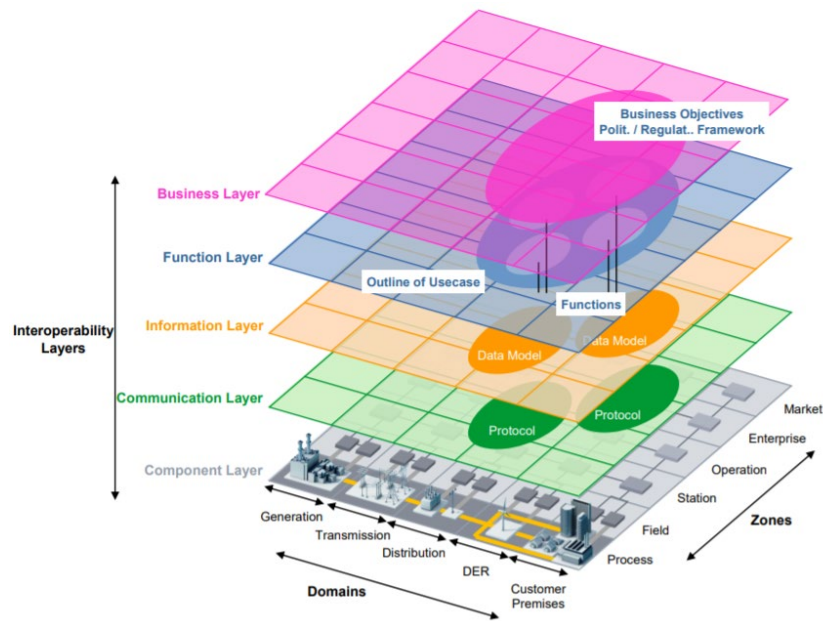 Business Objectives
Polit. / Regulat.. Framework
Business Layer
Function Layer
Outline of Usecase
Functions
Interoperability
Layers
Information Layer
Data Model
Data Model
Communication Layer
Protocol
Protocol
Component Layer
Market
Enterprise
Operation
Station
Field
Process
Zones
Generation
Transmission
Distribution
DER
Customer
Premises
Domains